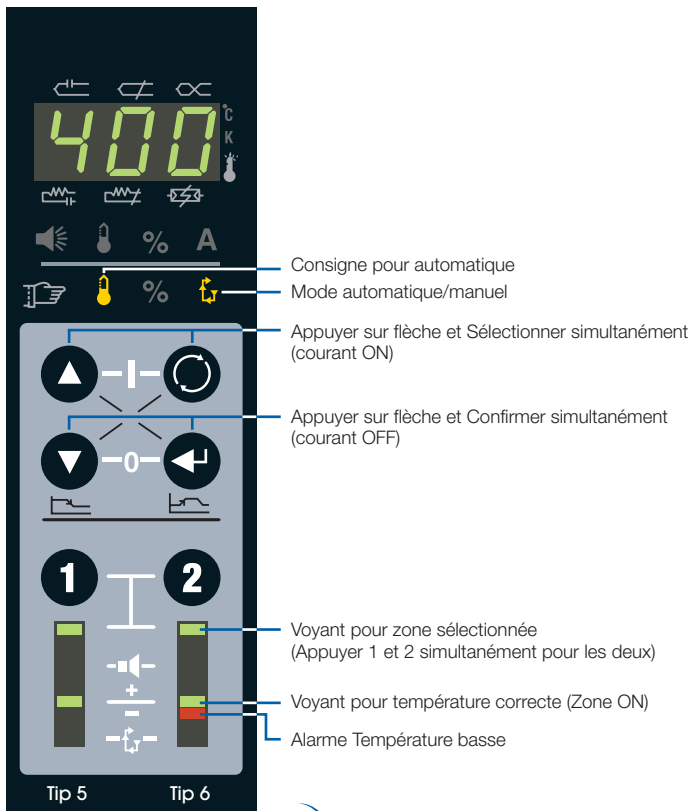 400
°C
K
% A
Consigne pour automatique
% Mode automatique/manuel
Appuyer sur flèche et Sélectionner simultanément
(courant ON)
Appuyer sur flèche et Confirmer simultanément
(courant OFF)
I
0
1 2
Voyant pour zone sélectionnée
(Appuyer 1 et 2 simultanément pour les deux)
+
Voyant pour température correcte (Zone ON)
−
Alarme Température basse
Tip 5 Tip 6